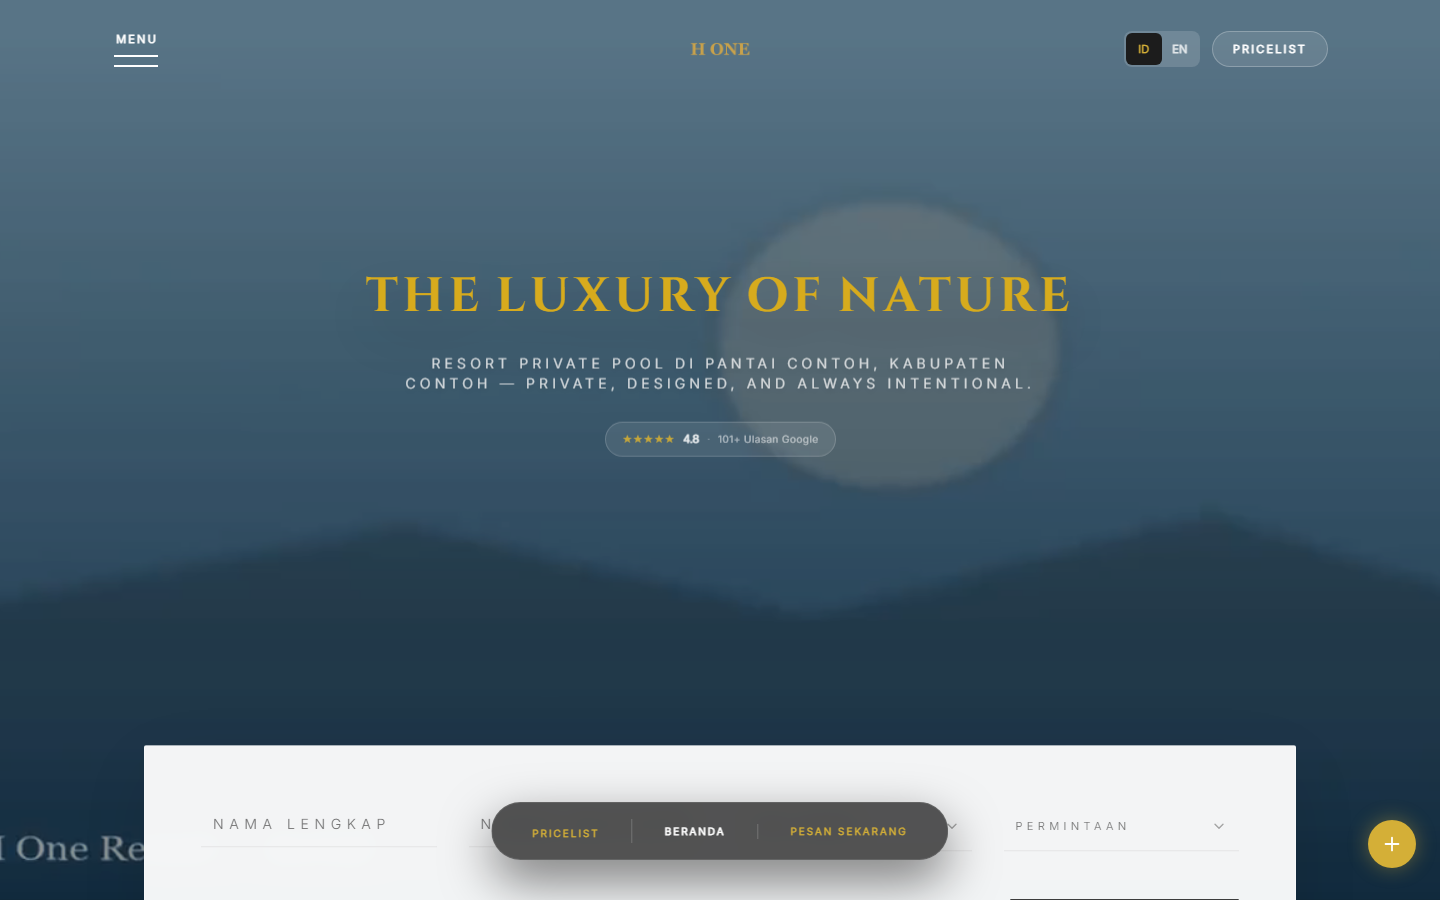 MENU
H ONE
ID EN
PRICELIST
THE LUXURY OF NATURE
RESORT PRIVATE POOL DI PANTAI CONTOH, KABUPATEN
CONTOH — PRIVATE, DESIGNED, AND ALWAYS INTENTIONAL.
★★★★★ 4.8 · 101+ Ulasan Google
NAMA LENGKAP
PERMINTAAN
PRICELIST
BERANDA
PESAN SEKARANG
One